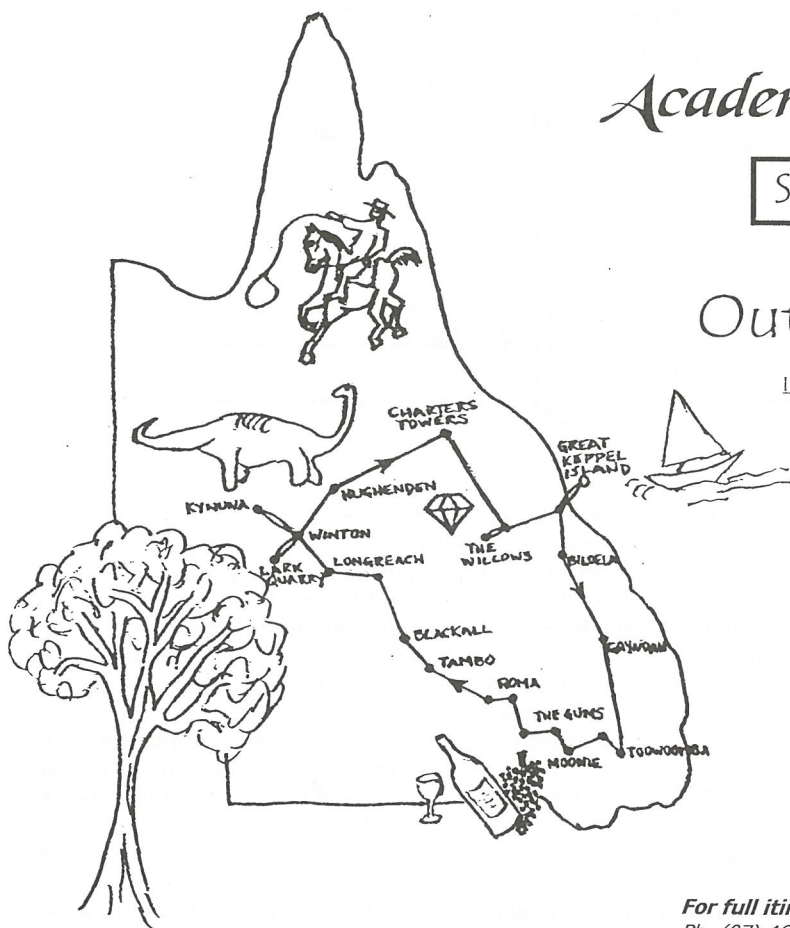 Acader
S
Out
I
CHARTERS
TOWERS
GREAT
KEPPEL
ISLAND
HUGHENDEN
KYNUNA
WINTON
THE
WILLOWS
LARK
QUARRY
LONGREACH
BILOELA
BLACKALL
GAYNDAH
TAMBO
ROMA
THE GUMS
MOONIE
TOOWOOMBA
For full itin